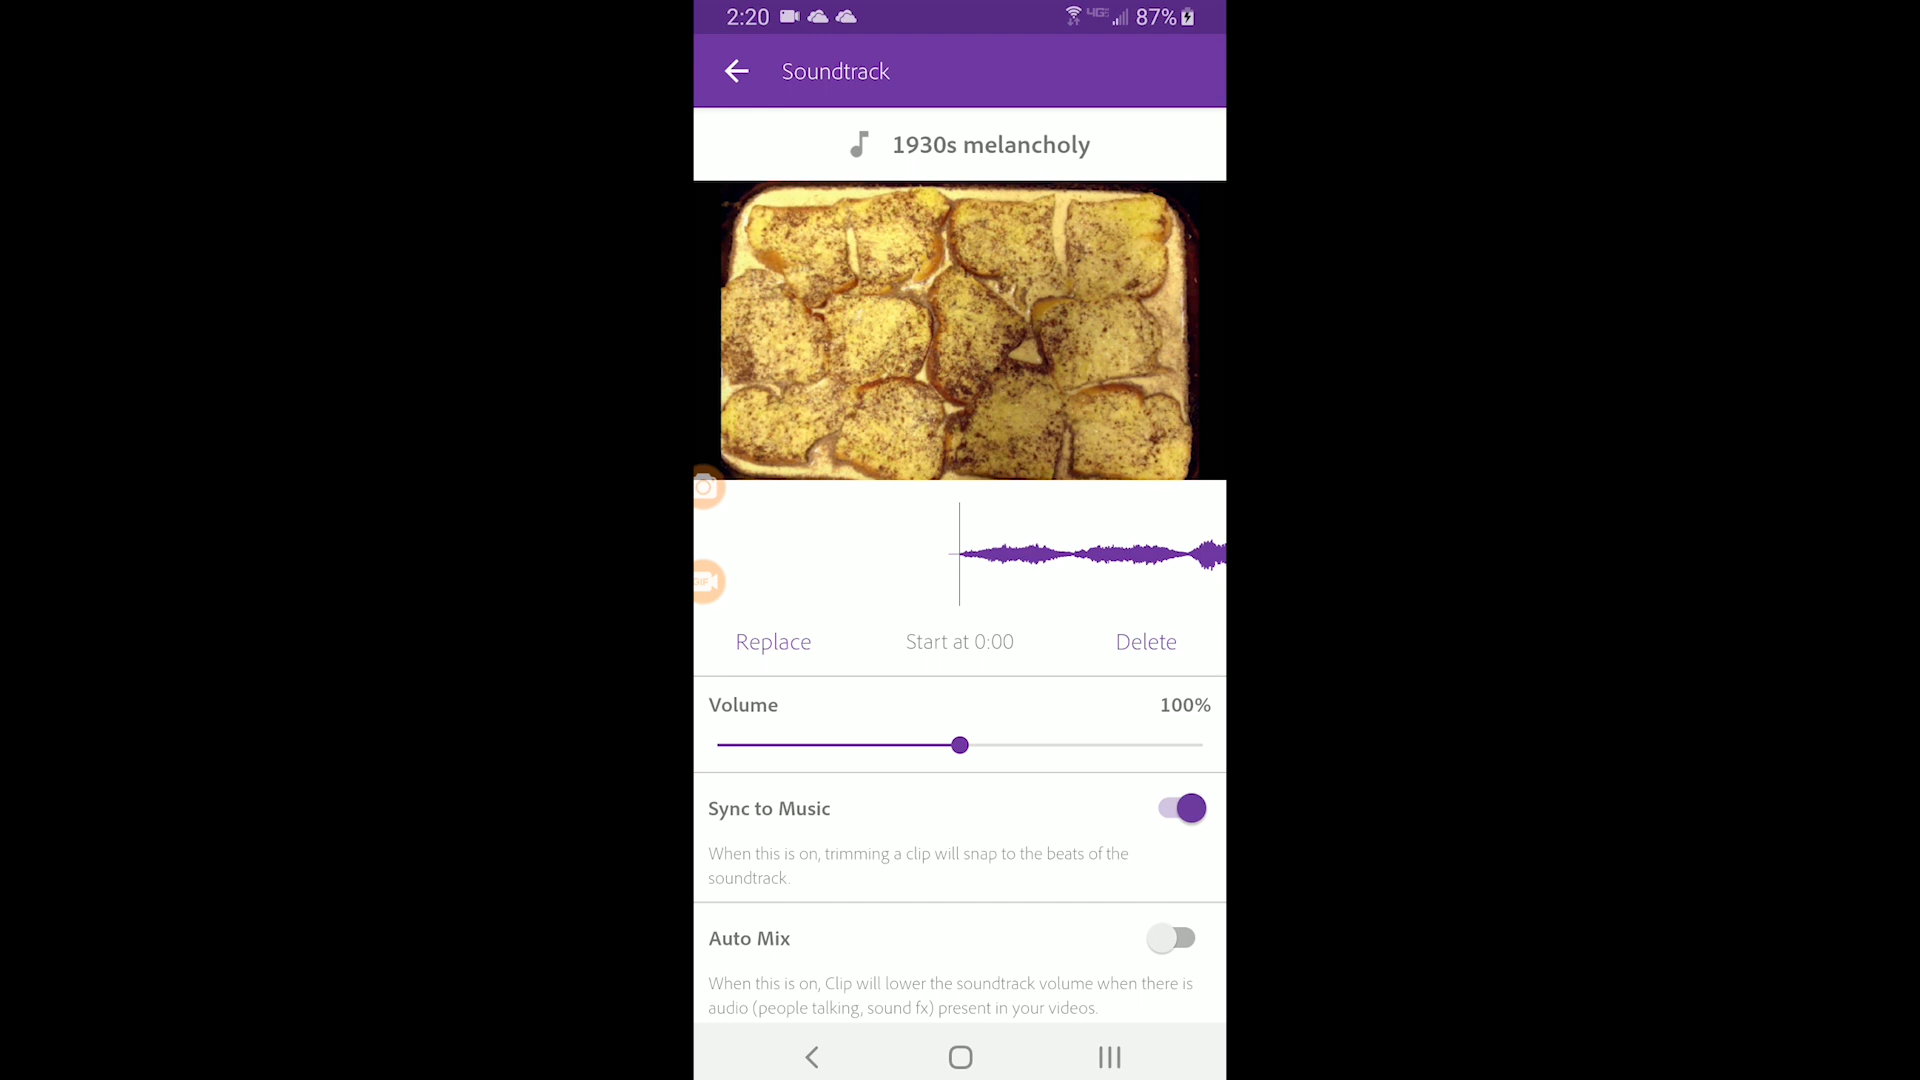 2:20 4G 87%
Soundtrack
1930s melancholy
GIF
Replace Start at 0:00 Delete
Volume 100%
Sync to Music
When this is on, trimming a clip will snap to the beats of the
soundtrack.
Auto Mix
When this is on, Clip will lower the soundtrack volume when there is
audio (people talking, sound fx) present in your videos.